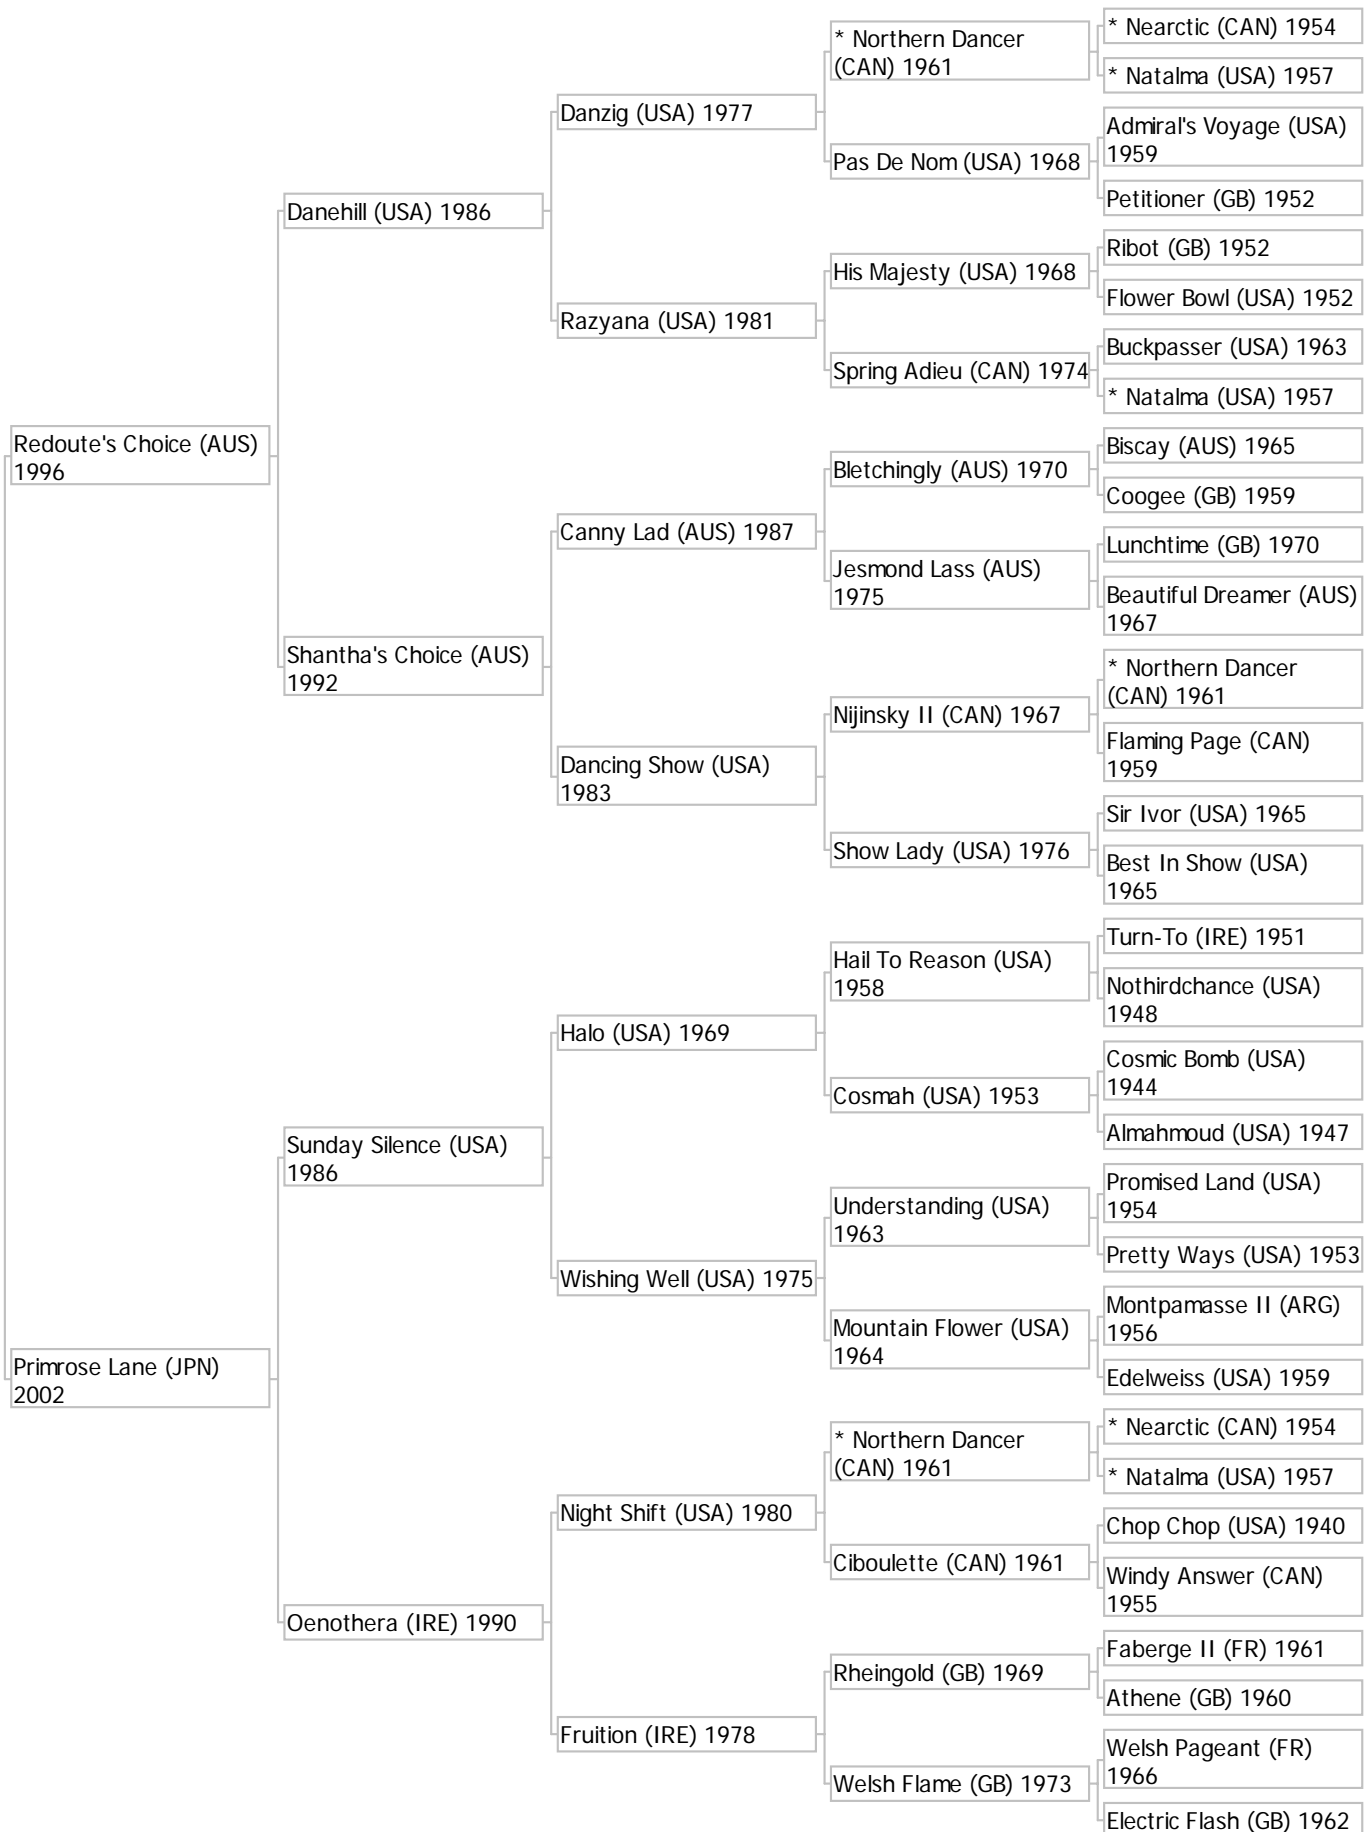 * Nearctic (CAN) 1954
* Northern Dancer
(CAN) 1961
* Natalma (USA) 1957
Danzig (USA) 1977
Admiral's Voyage (USA)
1959
Pas De Nom (USA) 1968
Petitioner (GB) 1952
Danehill (USA) 1986
Ribot (GB) 1952
His Majesty (USA) 1968
Flower Bowl (USA) 1952
Razyana (USA) 1981
Buckpasser (USA) 1963
Spring Adieu (CAN) 1974
* Natalma (USA) 1957
Redoute's Choice (AUS)
1996
Biscay (AUS) 1965
Bletchingly (AUS) 1970
Coogee (GB) 1959
Canny Lad (AUS) 1987
Lunchtime (GB) 1970
Jesmond Lass (AUS)
1975
Beautiful Dreamer (AUS)
1967
Shantha's Choice (AUS)
1992
* Northern Dancer
(CAN) 1961
Nijinsky II (CAN) 1967
Flaming Page (CAN)
1959
Dancing Show (USA)
1983
Sir Ivor (USA) 1965
Show Lady (USA) 1976
Best In Show (USA)
1965
Turn-To (IRE) 1951
Hail To Reason (USA)
1958
Nothirdchance (USA)
1948
Halo (USA) 1969
Cosmic Bomb (USA)
1944
Cosmah (USA) 1953
Almahmoud (USA) 1947
Sunday Silence (USA)
1986
Promised Land (USA)
1954
Understanding (USA)
1963
Pretty Ways (USA) 1953
Wishing Well (USA) 1975
Montpamasse II (ARG)
1956
Mountain Flower (USA)
1964
Edelweiss (USA) 1959
Primrose Lane (JPN)
2002
* Nearctic (CAN) 1954
* Northern Dancer
(CAN) 1961
* Natalma (USA) 1957
Night Shift (USA) 1980
Chop Chop (USA) 1940
Ciboulette (CAN) 1961
Windy Answer (CAN)
1955
Oenothera (IRE) 1990
Faberge II (FR) 1961
Rheingold (GB) 1969
Athene (GB) 1960
Fruition (IRE) 1978
Welsh Pageant (FR)
1966
Welsh Flame (GB) 1973
Electric Flash (GB) 1962